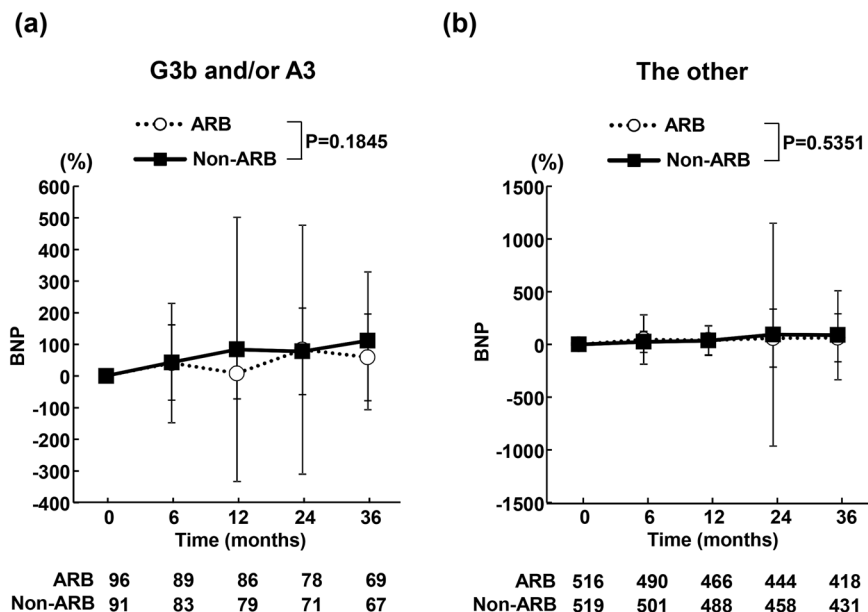 (a)
G3b and/or A3
ARB
Non-ARB
P=0.1845
(%)
600
500
400
300
200
100
0
-100
-200
-300
-400
BNP
0 6 12 24 36
Time (months)
ARB 96 89 86 78 69
Non-ARB 91 83 79 71 67
(b)
The other
ARB
Non-ARB
P=0.5351
(%)
1500
1000
500
0
-500
-1000
-1500
BNP
0 6 12 24 36
Time (months)
ARB 516 490 466 444 418
Non-ARB 519 501 488 458 431